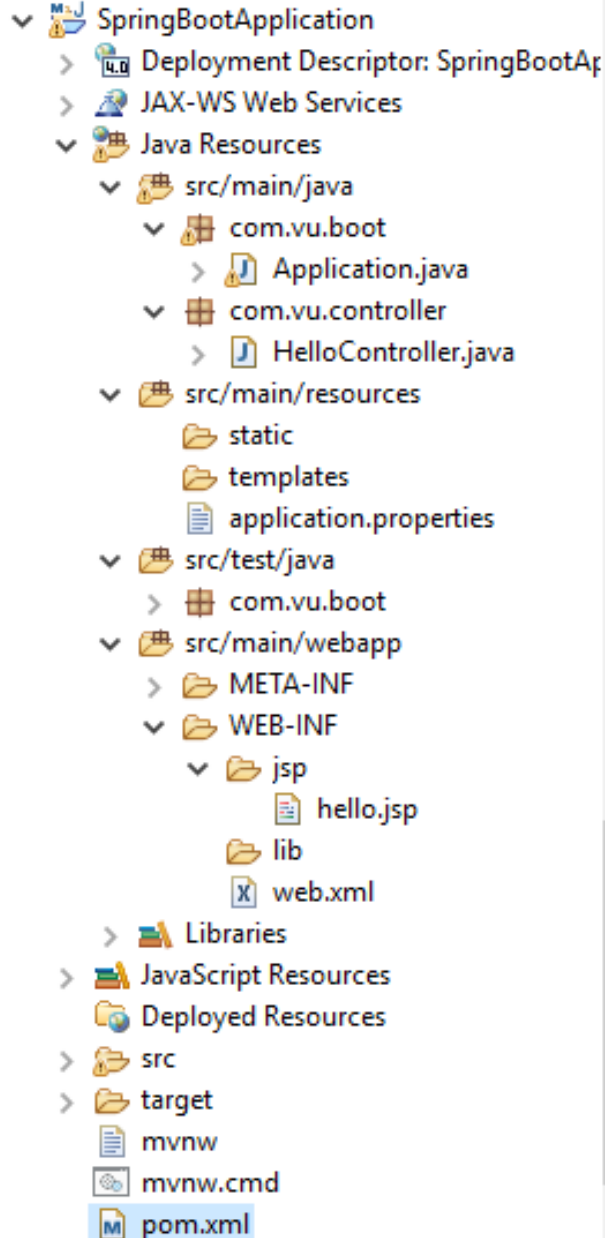 SpringBootApplication
Deployment Descriptor: SpringBootAp
JAX-WS Web Services
Java Resources
src/main/java
com.vu.boot
Application.java
com.vu.controller
HelloController.java
src/main/resources
static
templates
application.properties
src/test/java
com.vu.boot
src/main/webapp
META-INF
WEB-INF
jsp
hello.jsp
lib
web.xml
Libraries
JavaScript Resources
Deployed Resources
src
target
mvnw
mvnw.cmd
pom.xml